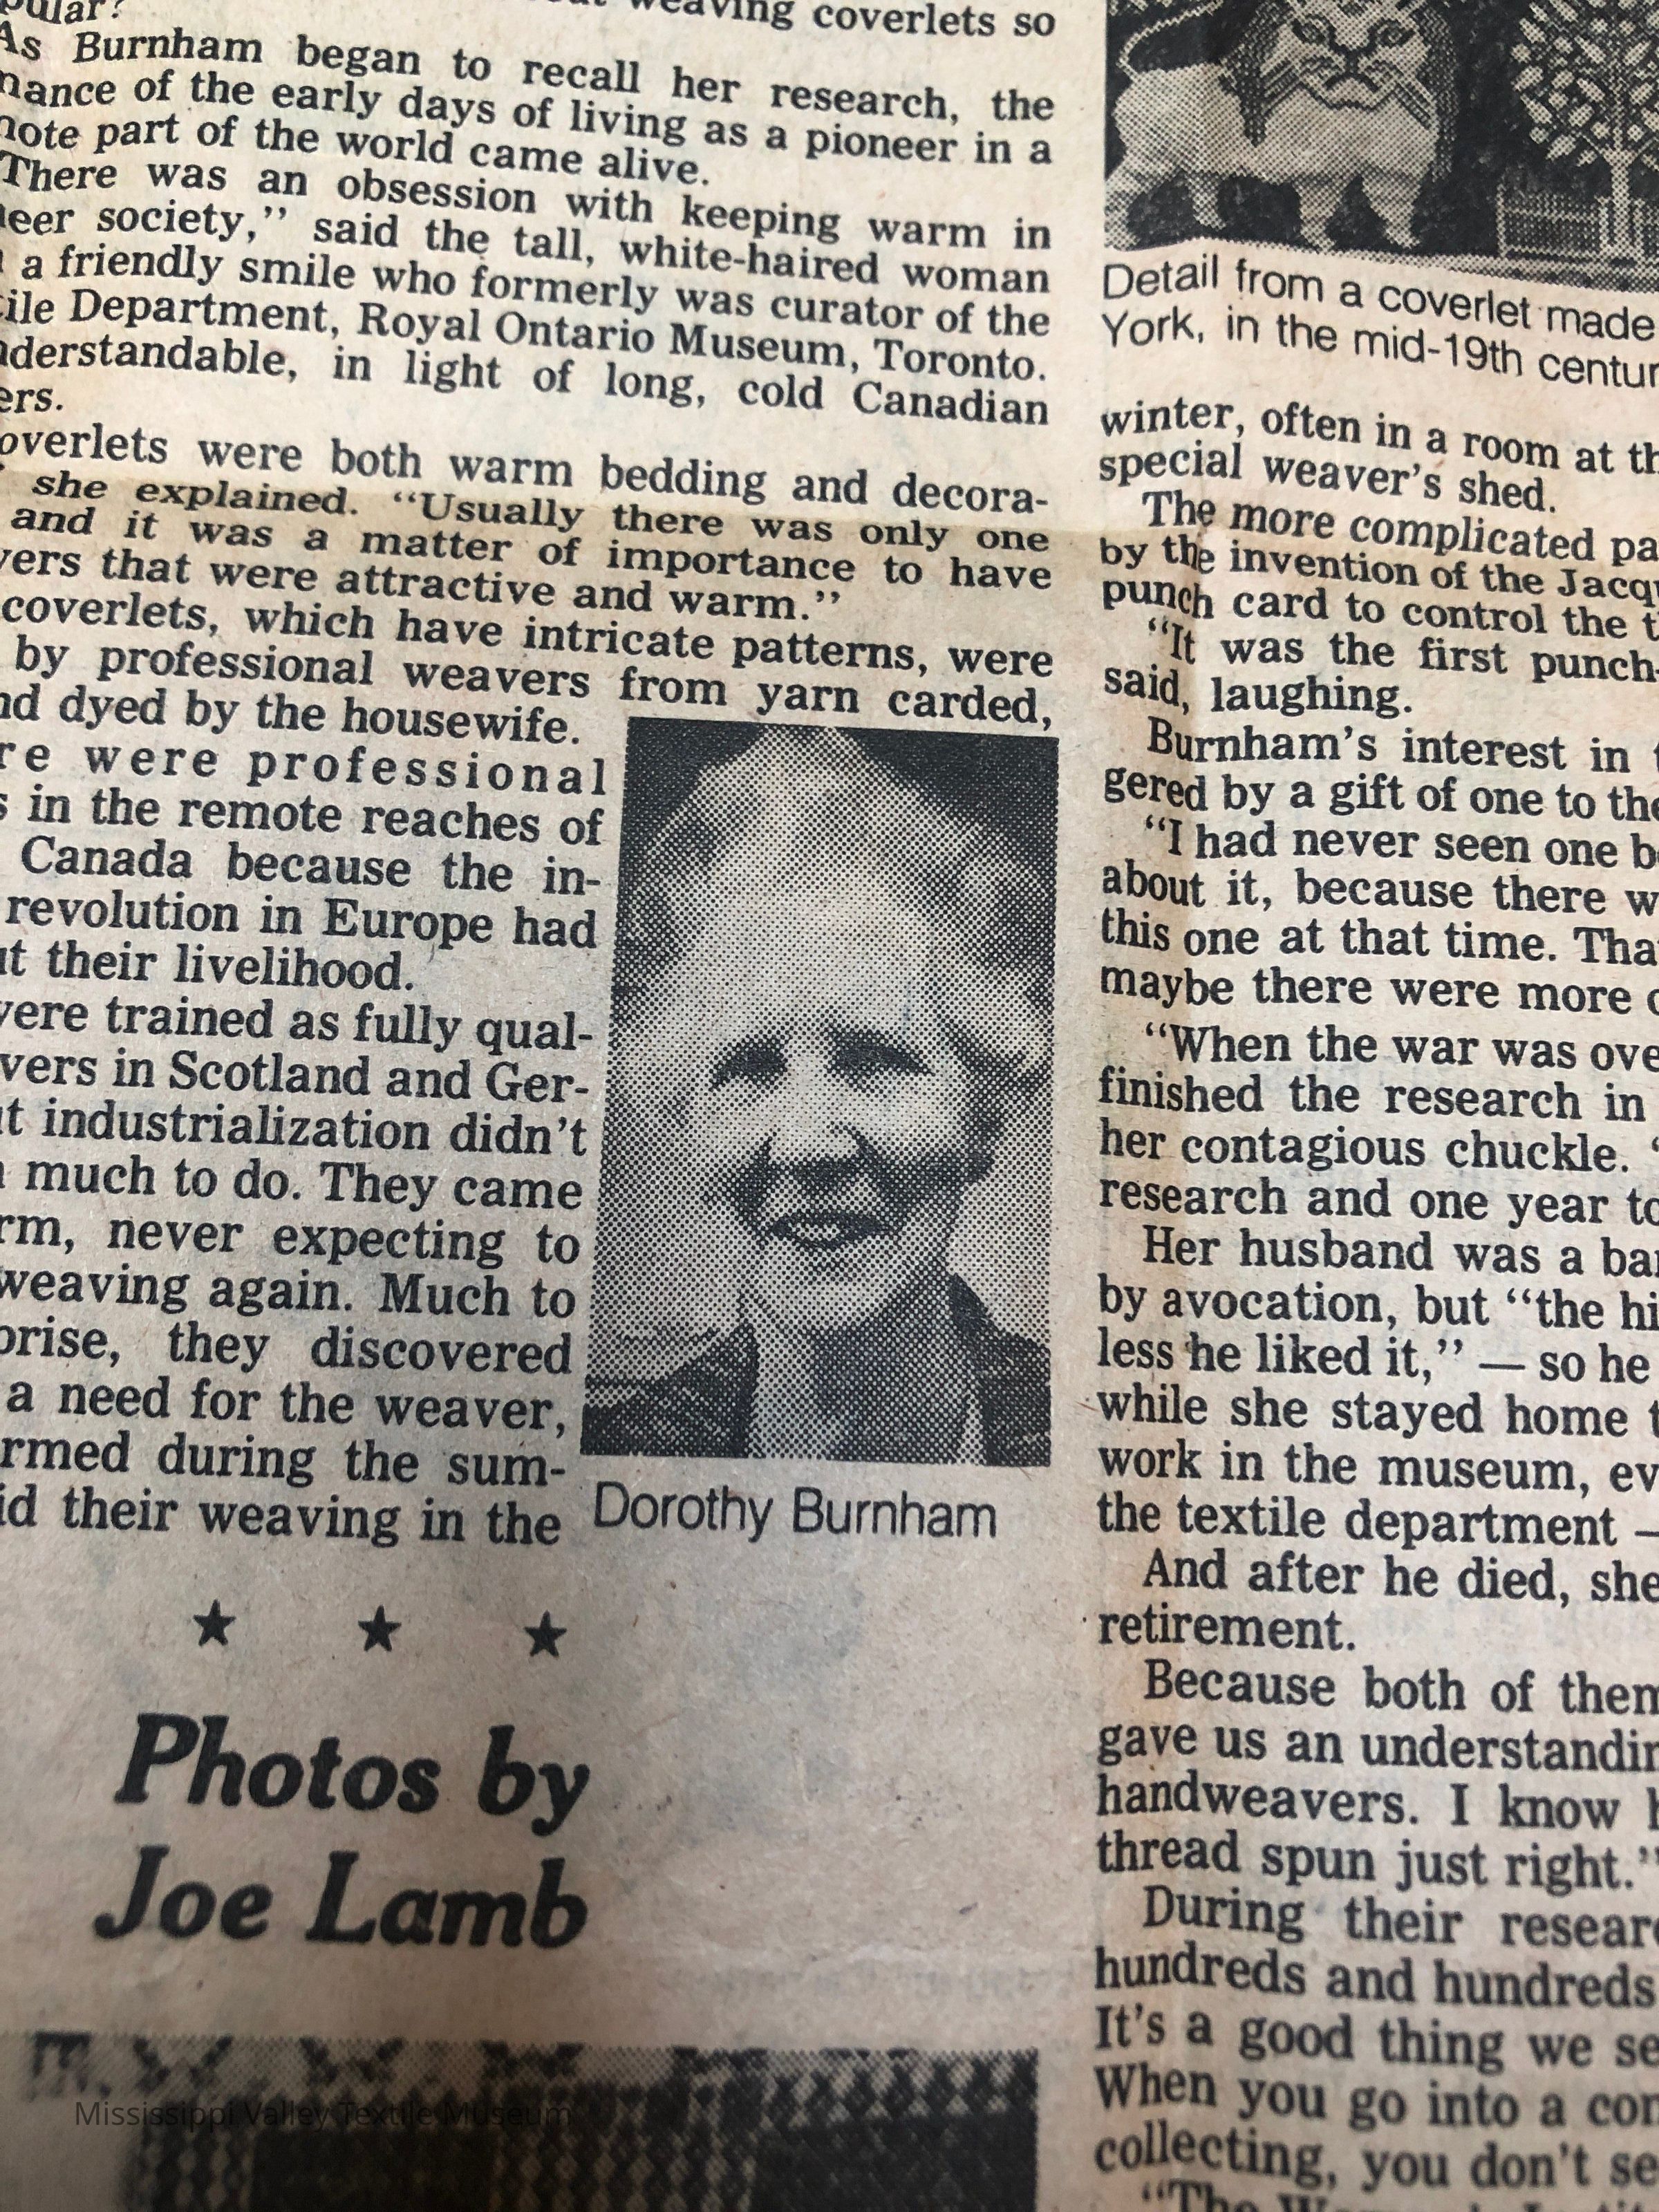 pular?
weaving coverlets so
As Burnham began to recall her research, the
mance of the early days of living as a pioneer in a
mote part of the world came alive.
There was an obsession with keeping warm in
neer society,” said the tall, white-haired woman
a friendly smile who formerly was curator of the
tile Department, Royal Ontario Museum, Toronto.
nderstandable, in light of long, cold Canadian
ers.
overlets were both warm bedding and decora-
she explained. “Usually there was only one
and it was a matter of importance to have
vers that were attractive and warm.”
coverlets, which have intricate patterns, were
by professional weavers from yarn carded,
nd dyed by the housewife.
re were professional
s in the remote reaches of
Canada because the in-
revolution in Europe had
ut their livelihood.
were trained as fully qual-
vers in Scotland and Ger-
ut industrialization didn’t
much to do. They came
rm, never expecting to
weaving again. Much to
prise, they discovered
a need for the weaver,
rmed during the sum-
id their weaving in the
Dorothy Burnham
★ ★ ★
Photos by
Joe Lamb
Mississippi Valley Textile Museum
Detail from a coverlet made
York, in the mid-19th centur
winter, often in a room at th
special weaver’s shed.
The more complicated pa
by the invention of the Jacqu
punch card to control the t
“It was the first punch-
said, laughing.
Burnham’s interest in t
gered by a gift of one to the
“I had never seen one be
about it, because there w
this one at that time. Tha
maybe there were more o
“When the war was ove
finished the research in
her contagious chuckle. “
research and one year to
Her husband was a ban
by avocation, but “the hi
less he liked it,” — so he
while she stayed home t
work in the museum, ev
the textile department —
And after he died, she
retirement.
Because both of them
gave us an understandin
handweavers. I know h
thread spun just right.”
During their resear
hundreds and hundreds
It’s a good thing we se
When you go into a con
collecting, you don’t se
“The